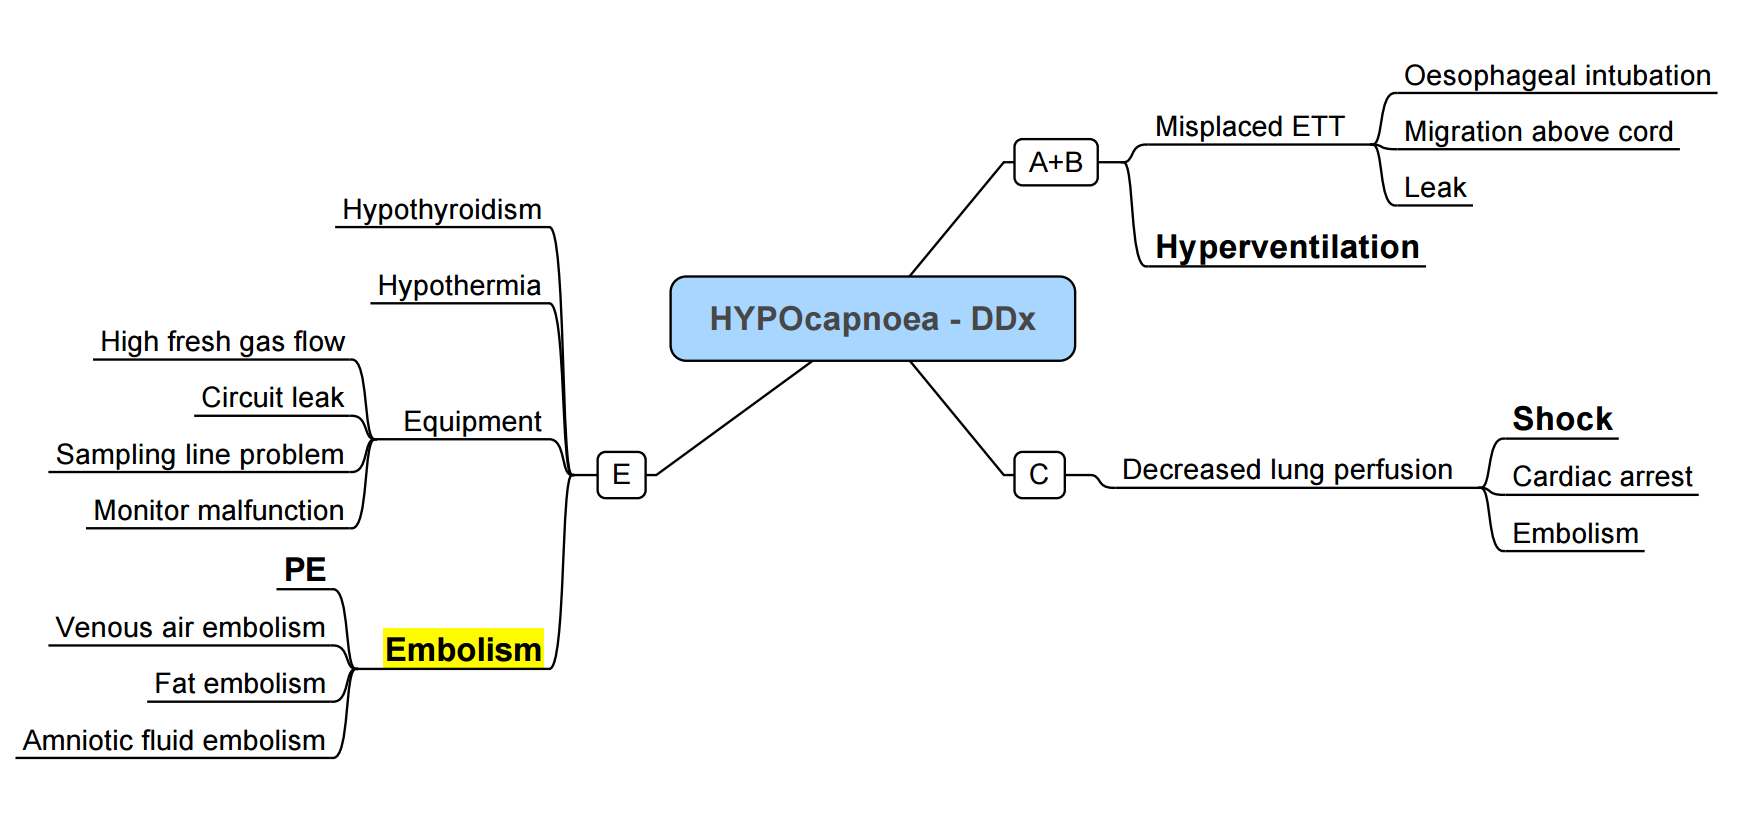 HYPOcapnoea - DDx
A+B
Misplaced ETT
Oesophageal intubation
Migration above cord
Leak
Hyperventilation
C
Decreased lung perfusion
Shock
Cardiac arrest
Embolism
E
Hypothyroidism
Hypothermia
Equipment
High fresh gas flow
Circuit leak
Sampling line problem
Monitor malfunction
Embolism
PE
Venous air embolism
Fat embolism
Amniotic fluid embolism